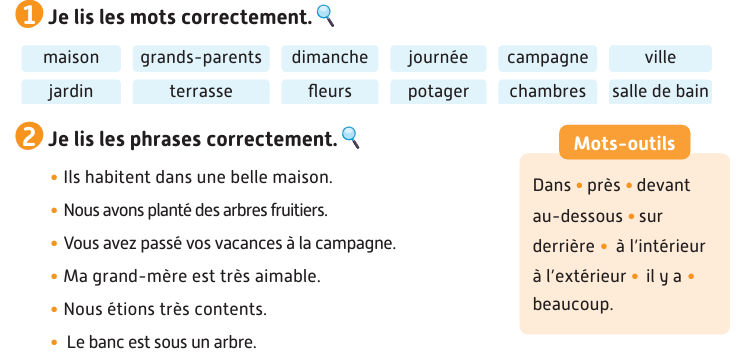 1 Je lis les mots correctement.
maison grands-parents dimanche journée campagne ville
jardin terrasse fleurs potager chambres salle de bain
2 Je lis les phrases correctement.
• Ils habitent dans une belle maison.
• Nous avons planté des arbres fruitiers.
• Vous avez passé vos vacances à la campagne.
• Ma grand-mère est très aimable.
• Nous étions très contents.
• Le banc est sous un arbre.
Mots-outils
Dans • près • devant
au-dessous • sur
derrière • à l'intérieur
à l'extérieur • il y a •
beaucoup.